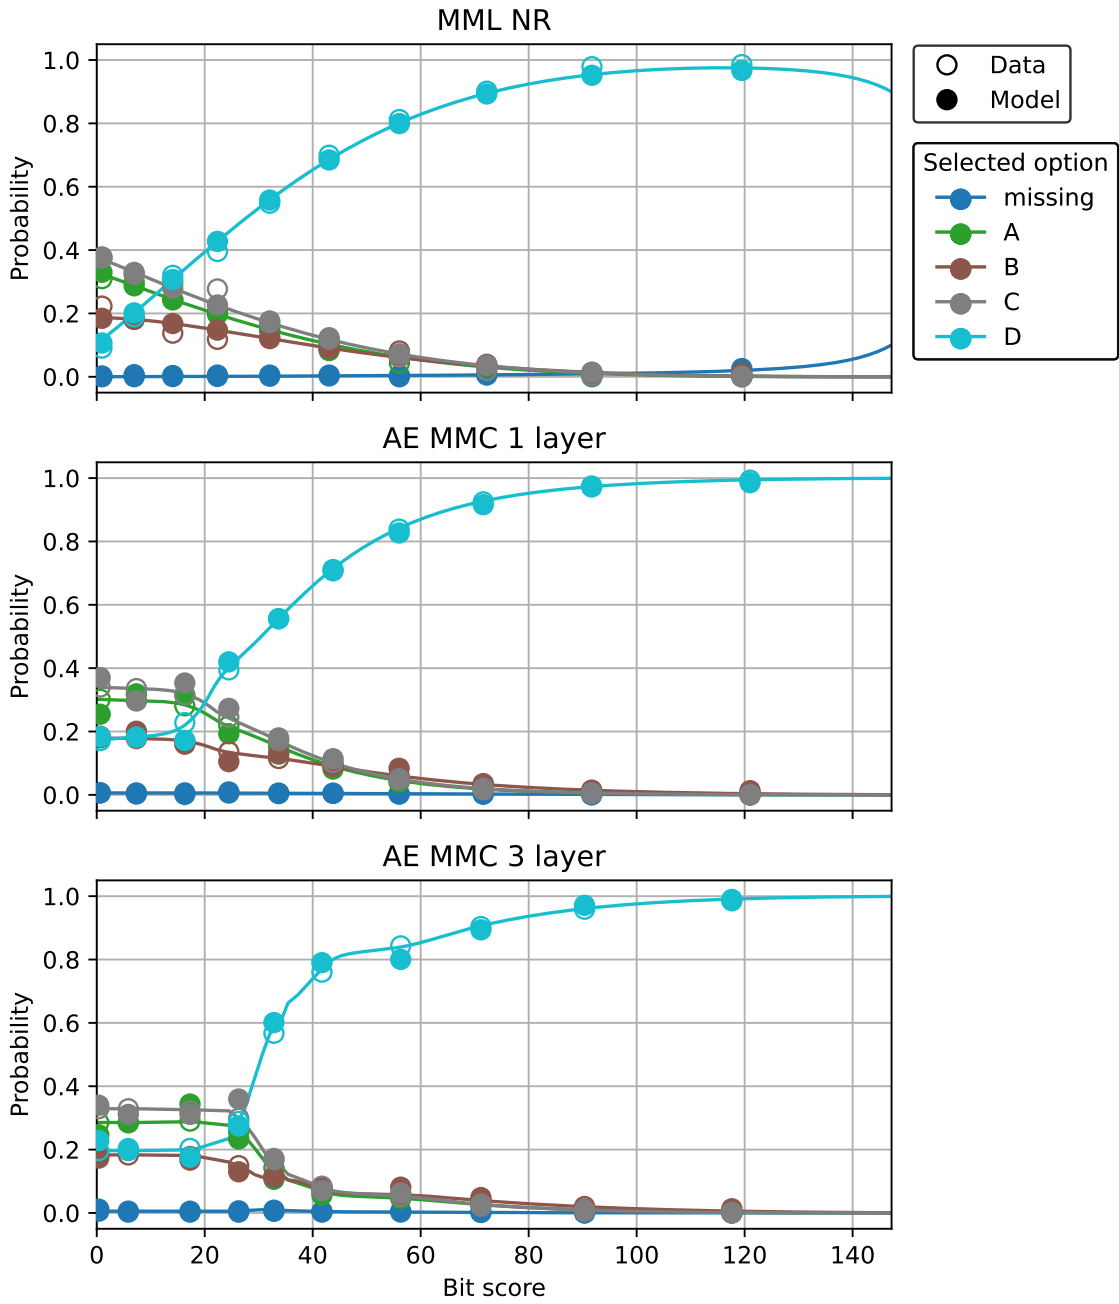 MML NR
1.0
0.8
0.6
0.4
0.2
0.0
Probability
Data
Model
Selected option
missing
A
B
C
D
AE MMC 1 layer
1.0
0.8
0.6
0.4
0.2
0.0
Probability
AE MMC 3 layer
1.0
0.8
0.6
0.4
0.2
0.0
Probability
0 20 40 60 80 100 120 140
Bit score